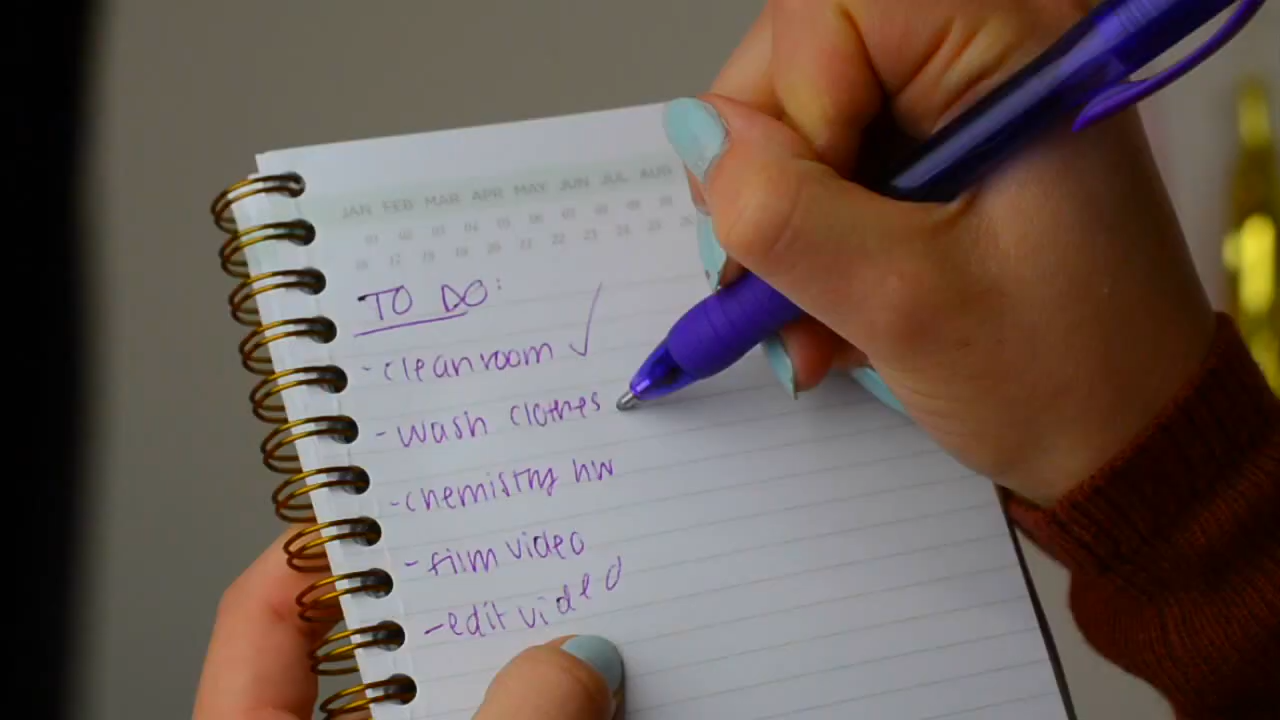 JAN FEB MAR APR MAY JUN JUL AUG
TO DO:
-clean room ✓
-wash clothes
-chemistry hw
-film video
-edit video